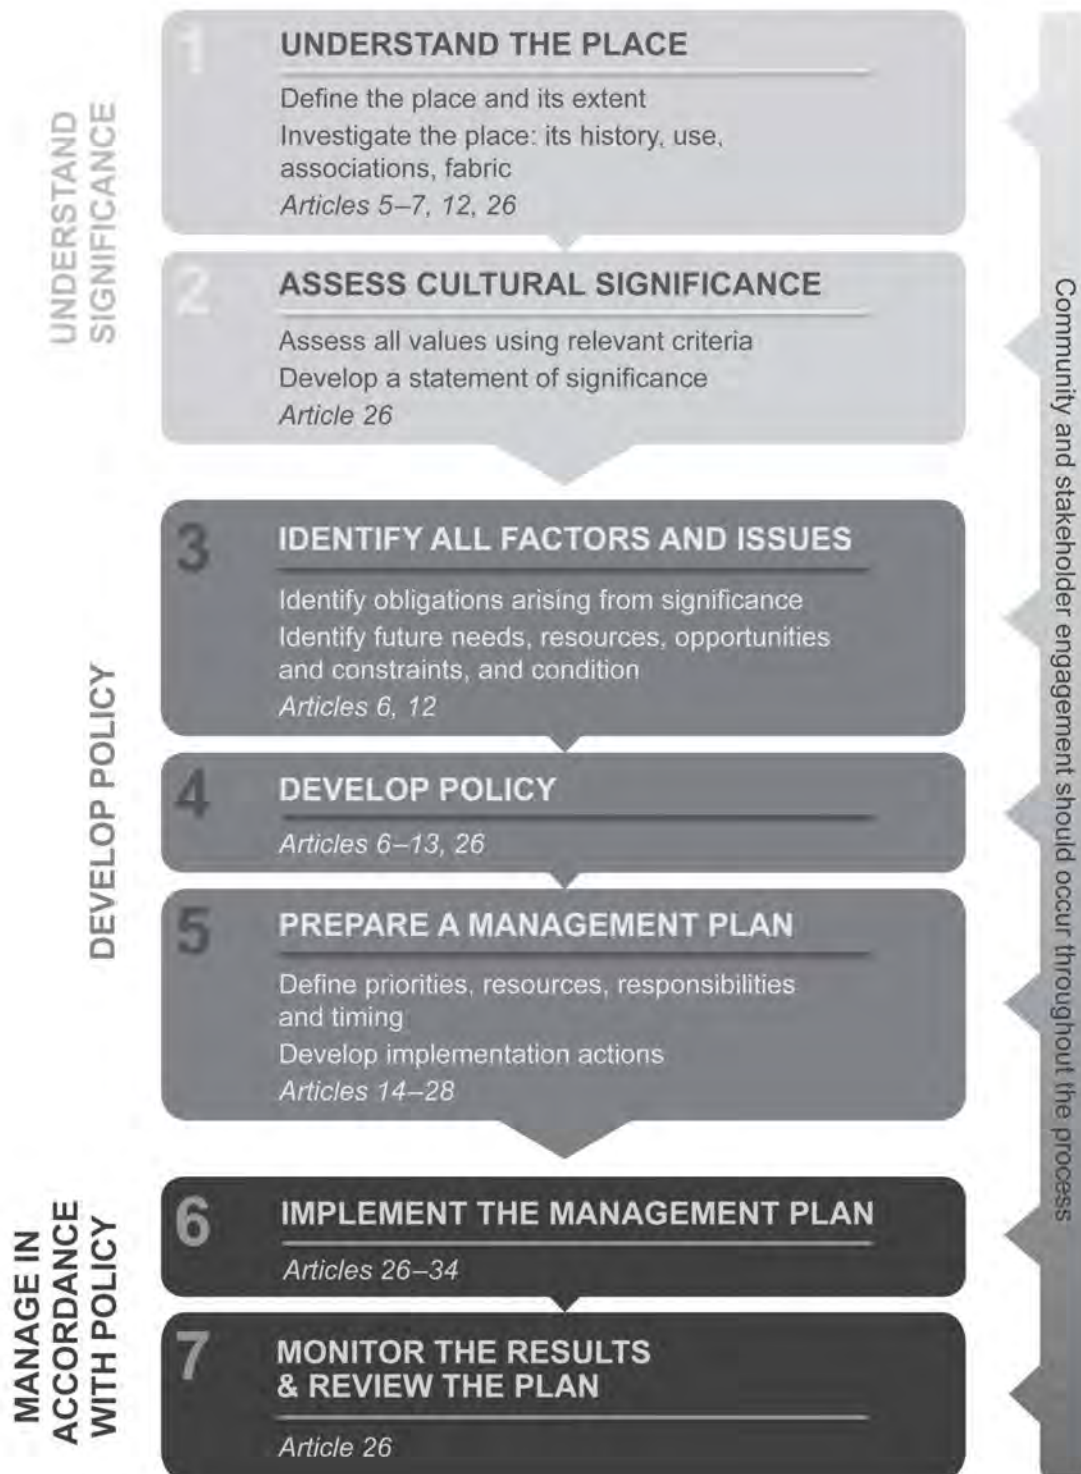 UNDERSTAND
SIGNIFICANCE
1
UNDERSTAND THE PLACE
Define the place and its extent
Investigate the place: its history, use,
associations, fabric
Articles 5–7, 12, 26
2
ASSESS CULTURAL SIGNIFICANCE
Assess all values using relevant criteria
Develop a statement of significance
Article 26
DEVELOP POLICY
3
IDENTIFY ALL FACTORS AND ISSUES
Identify obligations arising from significance
Identify future needs, resources, opportunities
and constraints, and condition
Articles 6, 12
4
DEVELOP POLICY
Articles 6–13, 26
5
PREPARE A MANAGEMENT PLAN
Define priorities, resources, responsibilities
and timing
Develop implementation actions
Articles 14–28
MANAGE IN
ACCORDANCE
WITH POLICY
6
IMPLEMENT THE MANAGEMENT PLAN
Articles 26–34
7
MONITOR THE RESULTS
& REVIEW THE PLAN
Article 26
Community and stakeholder engagement should occur throughout the process